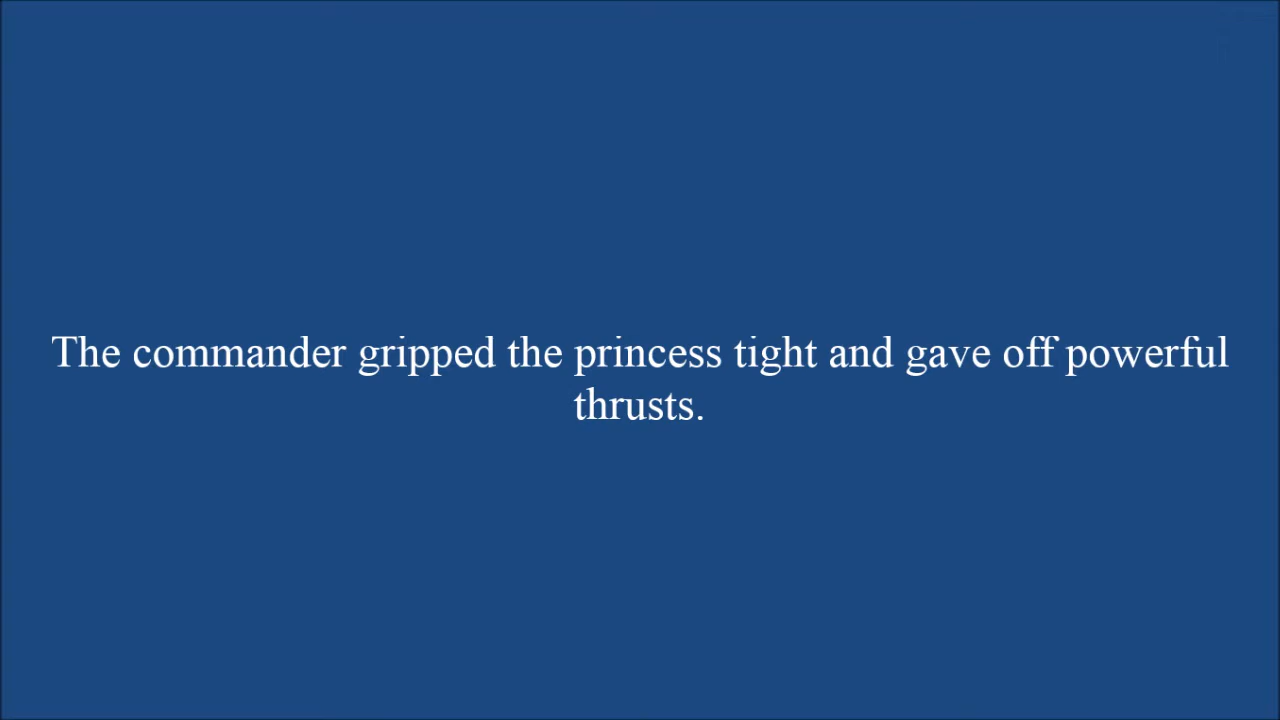 The commander gripped the princess tight and gave off powerful
thrusts.